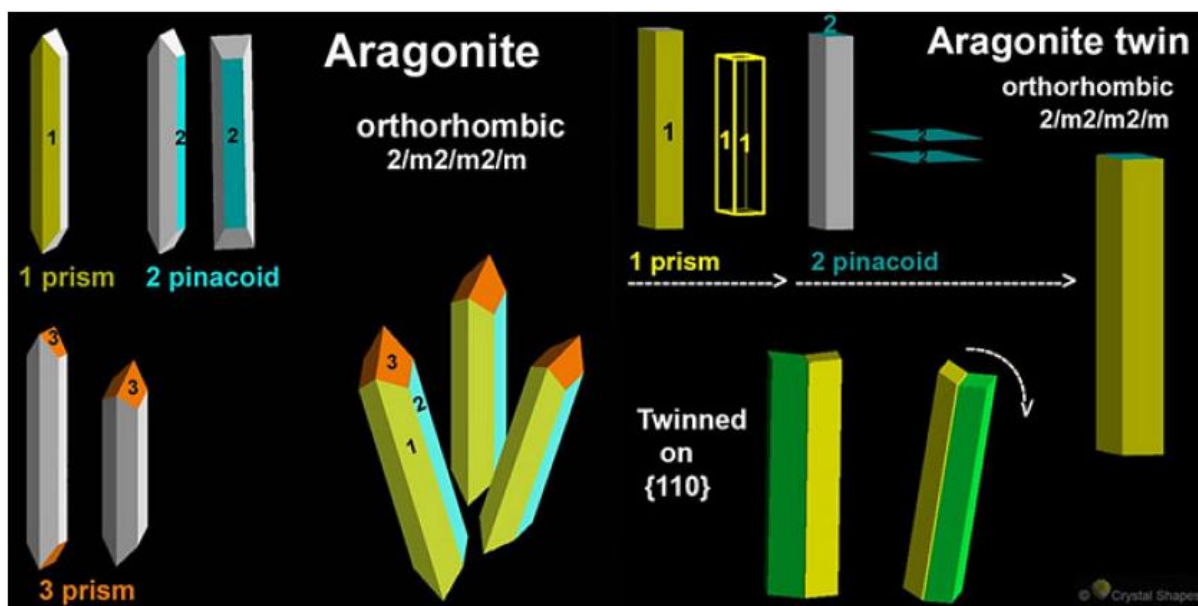 Aragonite
orthorhombic
2/m2/m2/m
1
2
2
1 prism
2 pinacoid
3
3
3 prism
3
2
1
Aragonite twin
orthorhombic
2/m2/m2/m
1
1
1
2
2
2
1 prism
2 pinacoid
Twinned
on
{110}
© Crystal Shapes